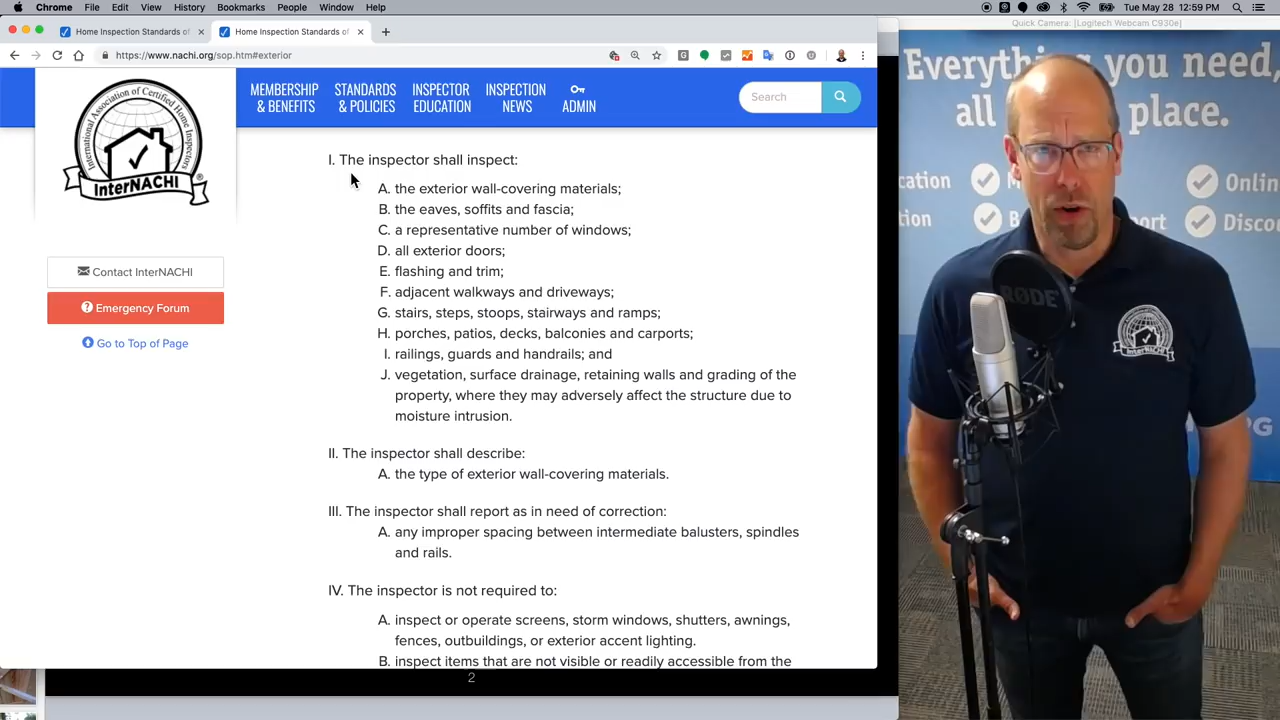 Chrome File Edit View History Bookmarks People Window Help
Tue May 28 12:59 PM
Quick Camera: [Logitech Webcam C930e]
Home Inspection Standards of
Home Inspection Standards of
https://www.nachi.org/sop.htm#exterior
International Association of Certified Home Inspectors
InterNACHI
®
MEMBERSHIP
& BENEFITS
STANDARDS
& POLICIES
INSPECTOR
EDUCATION
INSPECTION
NEWS
ADMIN
Search
Contact InterNACHI
Emergency Forum
Go to Top of Page
I. The inspector shall inspect:
A. the exterior wall-covering materials;
B. the eaves, soffits and fascia;
C. a representative number of windows;
D. all exterior doors;
E. flashing and trim;
F. adjacent walkways and driveways;
G. stairs, steps, stoops, stairways and ramps;
H. porches, patios, decks, balconies and carports;
I. railings, guards and handrails; and
J. vegetation, surface drainage, retaining walls and grading of the
property, where they may adversely affect the structure due to
moisture intrusion.
II. The inspector shall describe:
A. the type of exterior wall-covering materials.
III. The inspector shall report as in need of correction:
A. any improper spacing between intermediate balusters, spindles
and rails.
IV. The inspector is not required to:
A. inspect or operate screens, storm windows, shutters, awnings,
fences, outbuildings, or exterior accent lighting.
B. inspect items that are not visible or readily accessible from the
2
Everything you need,
all place.
Onlin
Disco
RØDE
InterNACHI